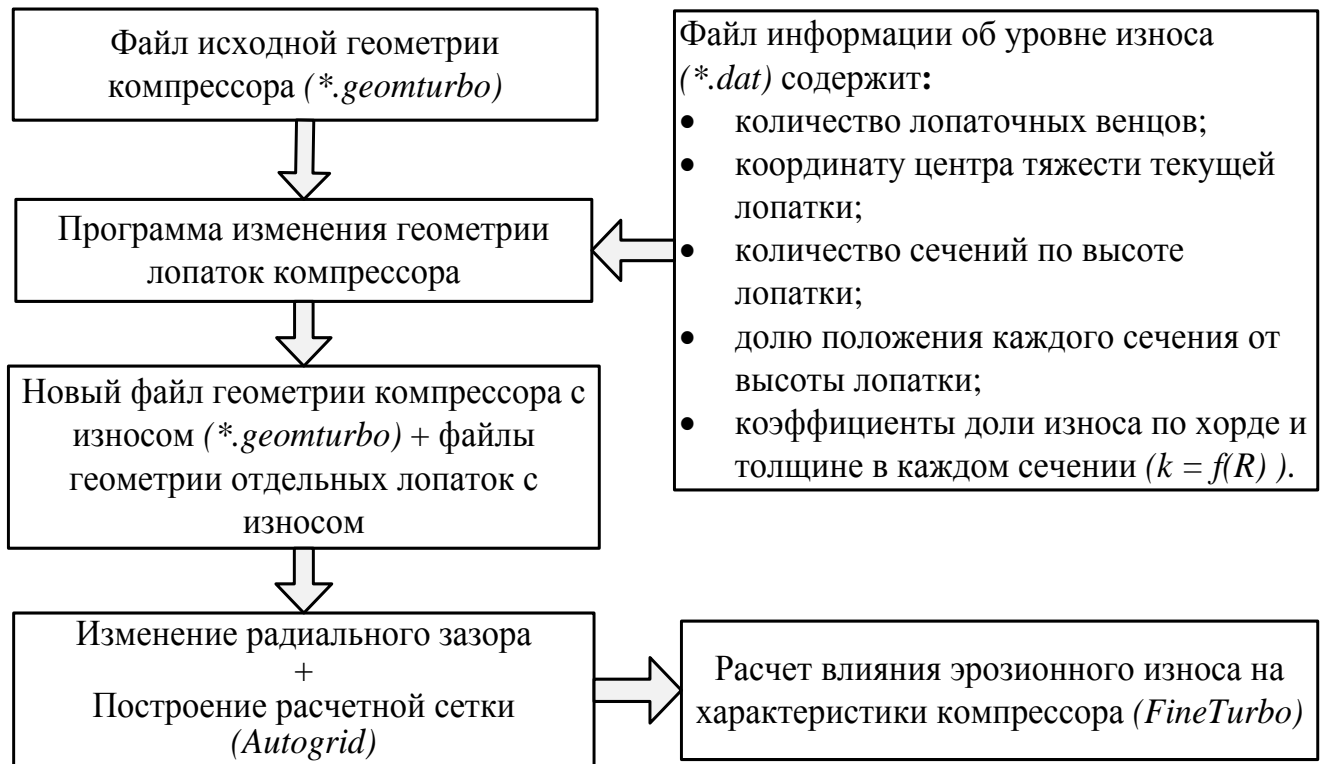 Файл исходной геометрии
компрессора (*.geomturbo)
Программа изменения геометрии
лопаток компрессора
Новый файл геометрии компрессора с
износом (*.geomturbo) + файлы
геометрии отдельных лопаток с
износом
Изменение радиального зазора
+
Построение расчетной сетки
(Autogrid)
Файл информации об уровне износа
(*.dat) содержит:
• количество лопаточных венцов;
• координату центра тяжести текущей
лопатки;
• количество сечений по высоте
лопатки;
• долю положения каждого сечения от
высоты лопатки;
• коэффициенты доли износа по хорде и
толщине в каждом сечении (k = f(R) ).
Расчет влияния эрозионного износа на
характеристики компрессора (FineTurbo)